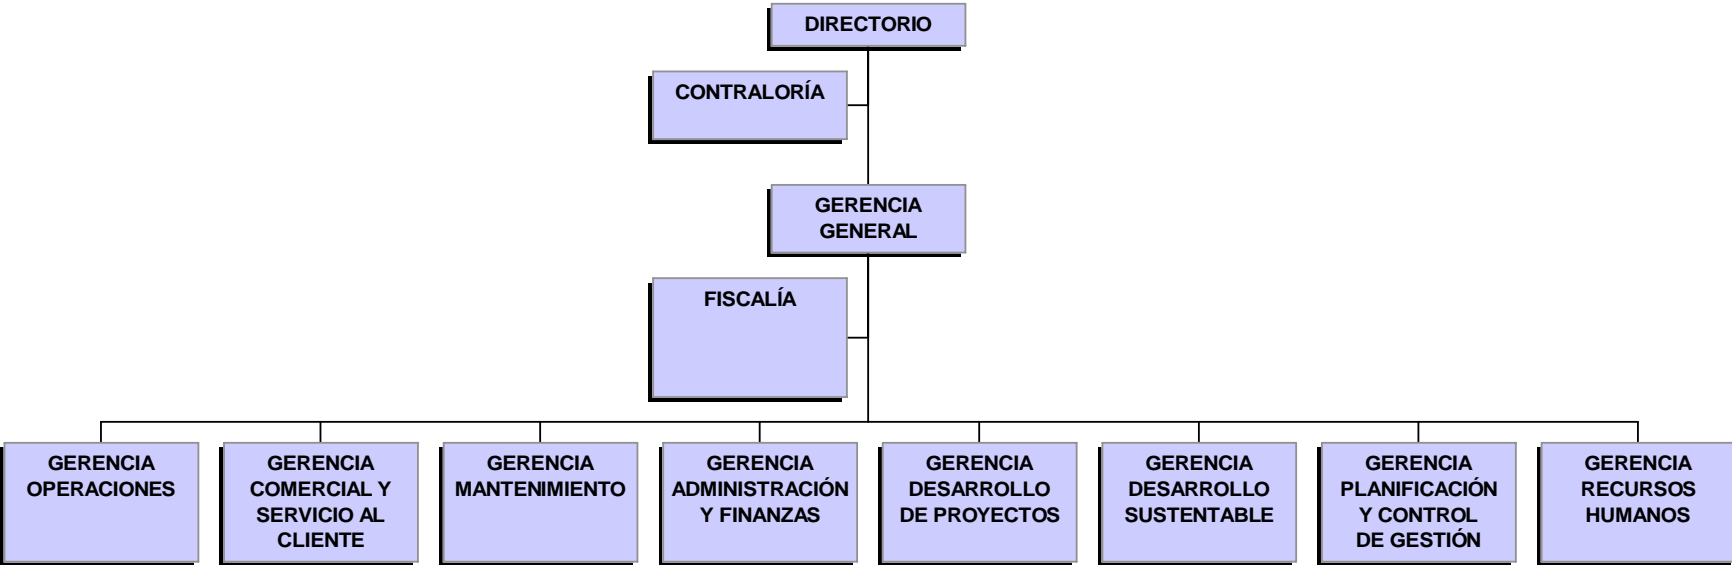 DIRECTORIO
CONTRALORÍA
GERENCIA
GENERAL
FISCALÍA
GERENCIA
OPERACIONES
GERENCIA
COMERCIAL Y
SERVICIO AL
CLIENTE
GERENCIA
MANTENIMIENTO
GERENCIA
ADMINISTRACIÓN
Y FINANZAS
GERENCIA
DESARROLLO
DE PROYECTOS
GERENCIA
DESARROLLO
SUSTENTABLE
GERENCIA
PLANIFICACIÓN
Y CONTROL
DE GESTIÓN
GERENCIA
RECURSOS
HUMANOS